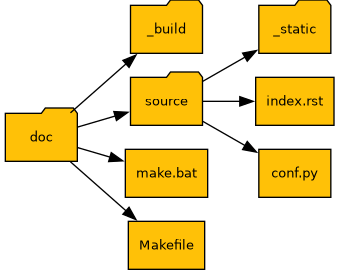 _build
_static
source
index.rst
doc
make.bat
conf.py
Makefile